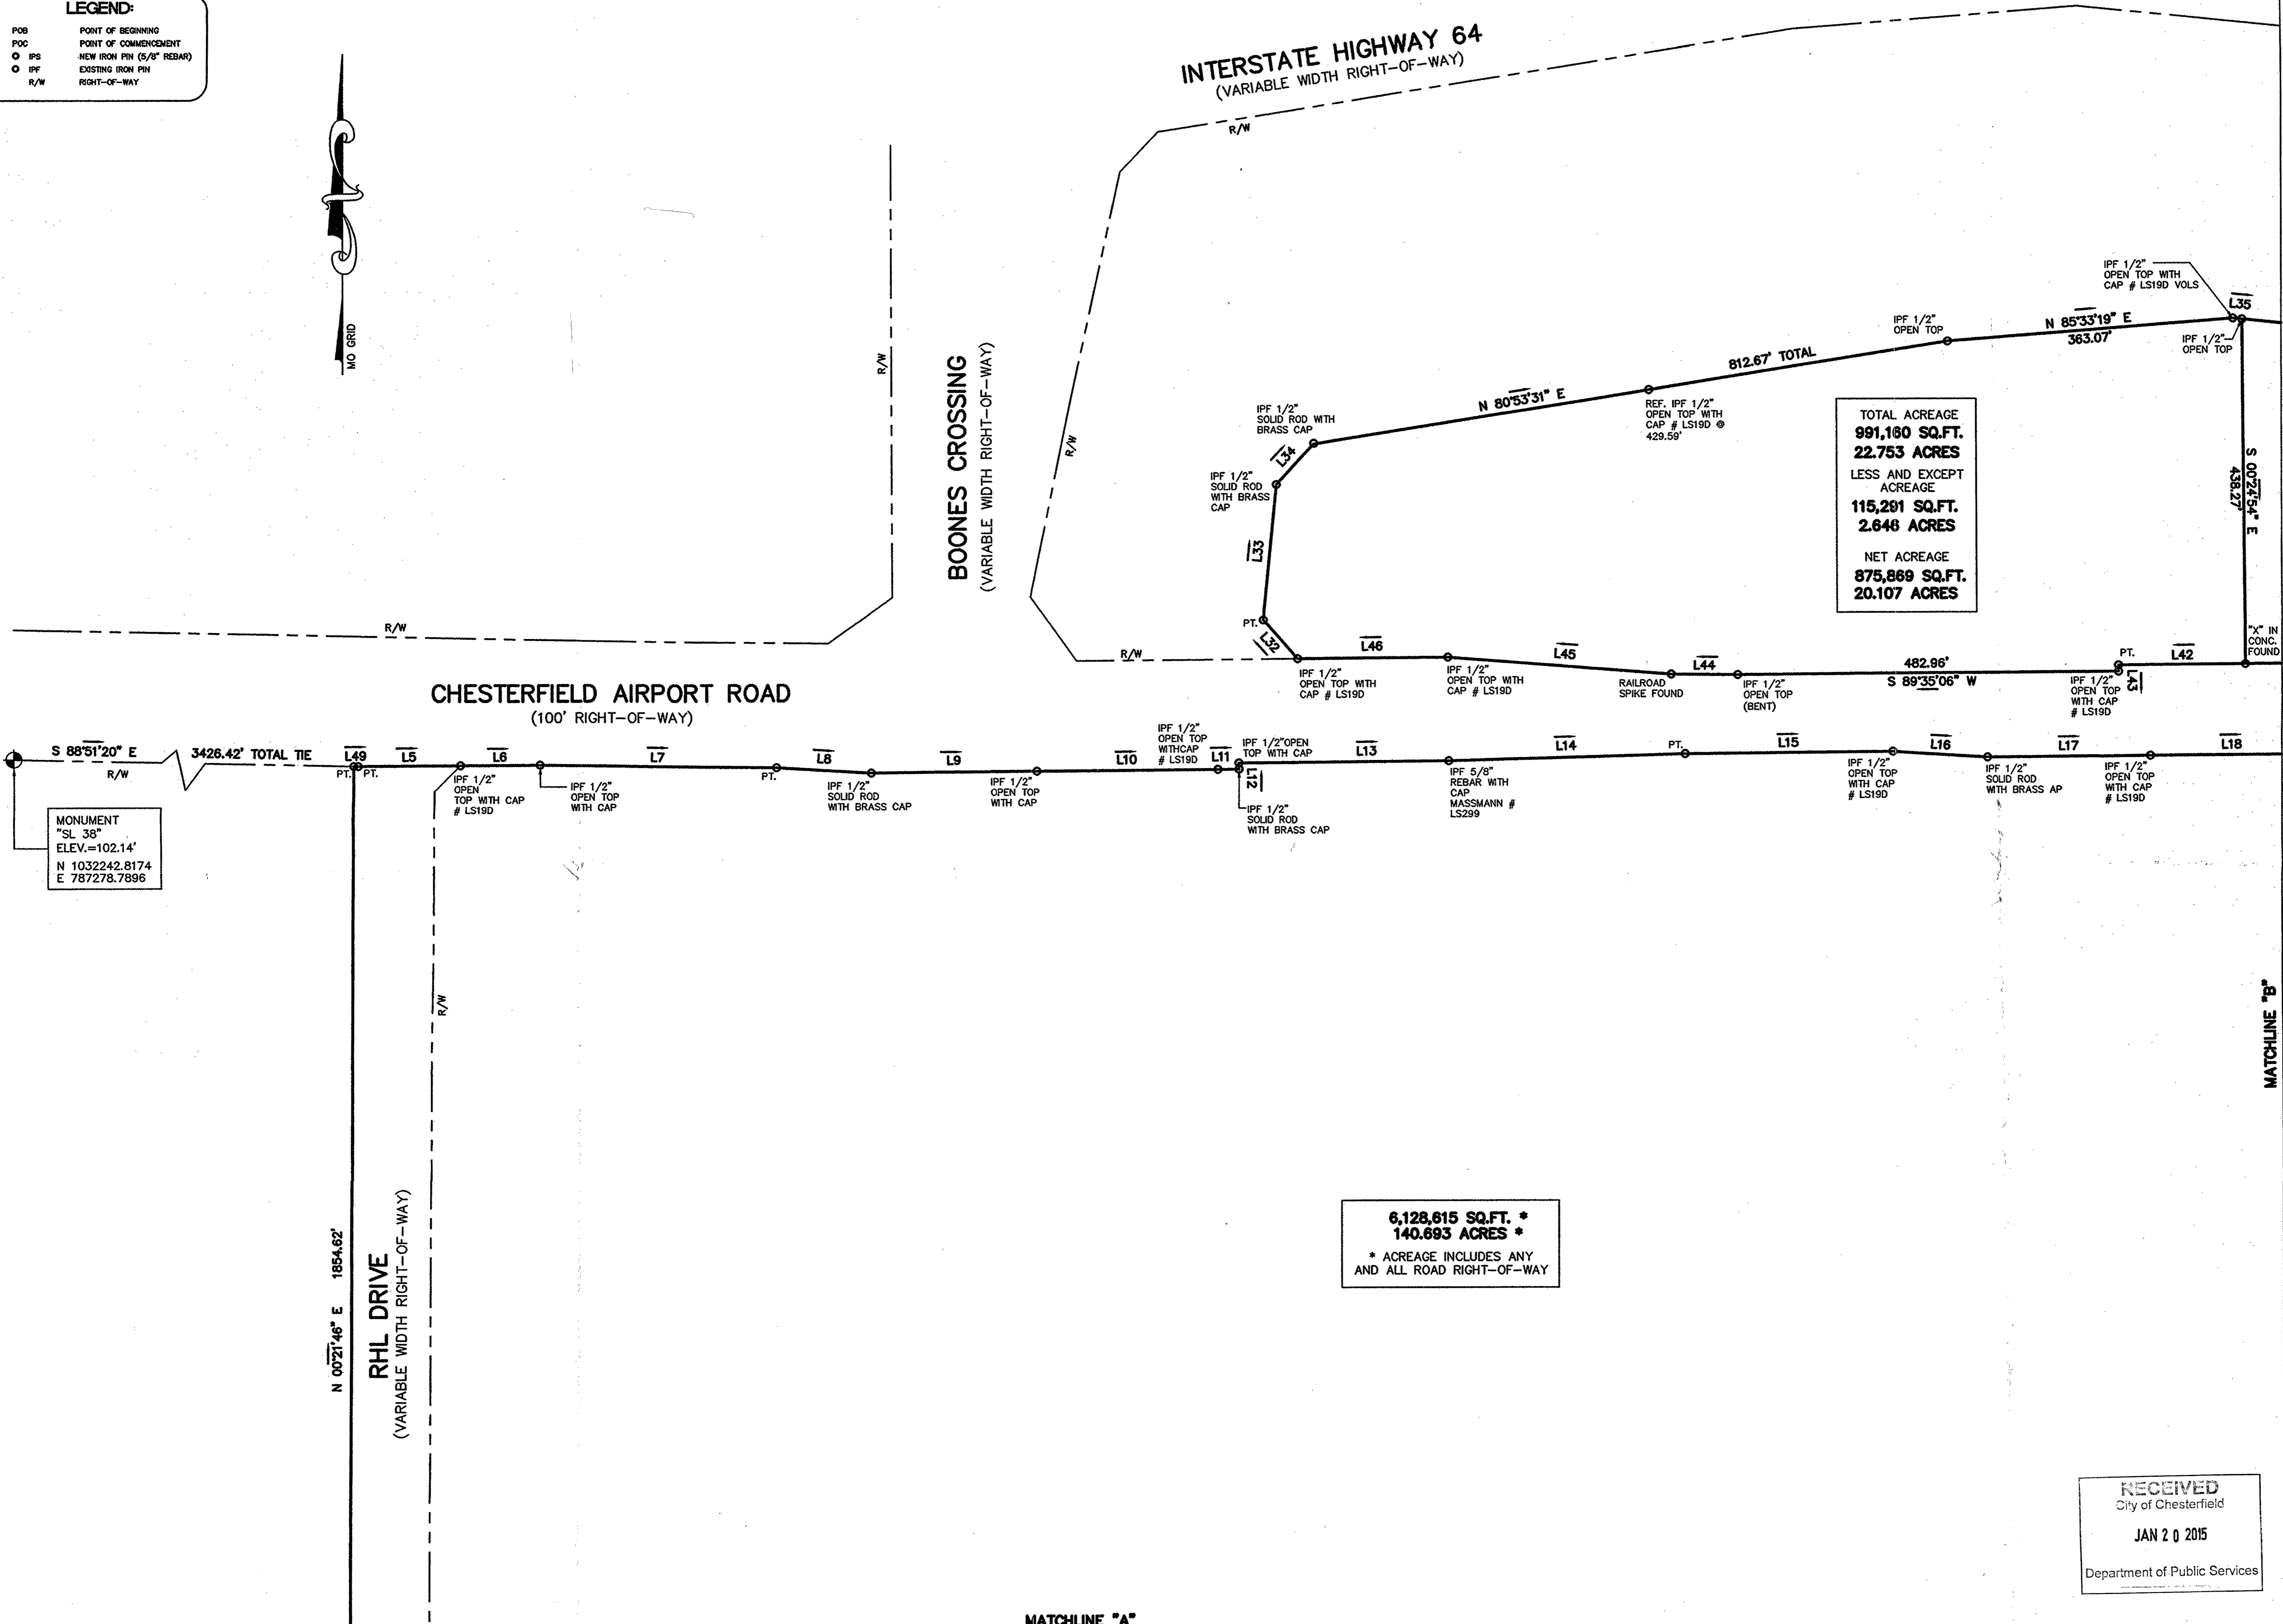 LEGEND:
POB POINT OF BEGINNING
POC POINT OF COMMENCEMENT
IPS NEW IRON PIN (5/8" REBAR)
IPF EXISTING IRON PIN
R/W RIGHT-OF-WAY
MO GRID
INTERSTATE HIGHWAY 64
(VARIABLE WIDTH RIGHT-OF-WAY)
R/W
R/W
R/W
BOONES CROSSING
(VARIABLE WIDTH RIGHT-OF-WAY)
IPF 1/2"
OPEN TOP WITH
CAP # LS19D VOLS
L35
IPF 1/2"
OPEN TOP
N 85°33'19" E
363.07'
IPF 1/2"
OPEN TOP
812.67' TOTAL
N 80°53'31" E
IPF 1/2"
SOLID ROD WITH
BRASS CAP
REF. IPF 1/2"
OPEN TOP WITH
CAP # LS19D @
429.59'
L34
IPF 1/2"
SOLID ROD
WITH BRASS
CAP
L33
TOTAL ACREAGE
991,160 SQ.FT.
22.753 ACRES
LESS AND EXCEPT
ACREAGE
115,291 SQ.FT.
2.646 ACRES
NET ACREAGE
875,869 SQ.FT.
20.107 ACRES
S 00°24'54" E
438.27'
R/W
PT.
L32
R/W
L46
L45
L44
482.96'
S 89°35'06" W
PT.
L42
L43
"X" IN
CONC.
FOUND
IPF 1/2"
OPEN TOP WITH
CAP # LS19D
IPF 1/2"
OPEN TOP WITH
CAP # LS19D
RAILROAD
SPIKE FOUND
IPF 1/2"
OPEN TOP
(BENT)
IPF 1/2"
OPEN TOP
WITH CAP
# LS19D
CHESTERFIELD AIRPORT ROAD
(100' RIGHT-OF-WAY)
S 88°51'20" E
R/W
3426.42' TOTAL TIE
L49
PT.
PT.
L5
L6
L7
PT.
L8
L9
L10
IPF 1/2"
OPEN TOP
WITHCAP
# LS19D
L11
IPF 1/2"OPEN
TOP WITH CAP
L12
L13
L14
PT.
L15
L16
L17
L18
IPF 1/2"
OPEN
TOP WITH CAP
# LS19D
IPF 1/2"
OPEN TOP
WITH CAP
IPF 1/2"
SOLID ROD
WITH BRASS CAP
IPF 1/2"
OPEN TOP
WITH CAP
IPF 1/2"
SOLID ROD
WITH BRASS CAP
IPF 5/8"
REBAR WITH
CAP
MASSMANN #
LS299
IPF 1/2"
OPEN TOP
WITH CAP
# LS19D
IPF 1/2"
SOLID ROD
WITH BRASS AP
IPF 1/2"
OPEN TOP
WITH CAP
# LS19D
MONUMENT
"SL 38"
ELEV.=102.14'
N 1032242.8174
E 787278.7896
R/W
MATCHLINE "B"
N 00°21'46" E 1854.62'
RHL DRIVE
(VARIABLE WIDTH RIGHT-OF-WAY)
6,128,615 SQ.FT. *
140.693 ACRES *
* ACREAGE INCLUDES ANY
AND ALL ROAD RIGHT-OF-WAY
RECEIVED
City of Chesterfield
JAN 20 2015
Department of Public Services
MATCHLINE "A"